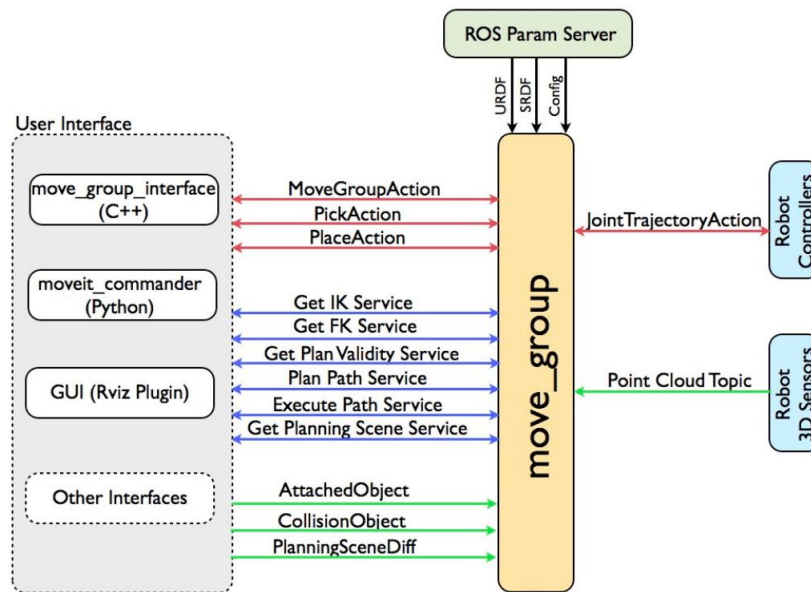 ROS Param Server
URDF
SRDF
Config
User Interface
move_group_interface
(C++)
moveit_commander
(Python)
GUI (Rviz Plugin)
Other Interfaces
MoveGroupAction
PickAction
PlaceAction
Get IK Service
Get FK Service
Get Plan Validity Service
Plan Path Service
Execute Path Service
Get Planning Scene Service
AttachedObject
CollisionObject
PlanningSceneDiff
move_group
JointTrajectoryAction
Robot
Controllers
Point Cloud Topic
Robot
3D Sensors